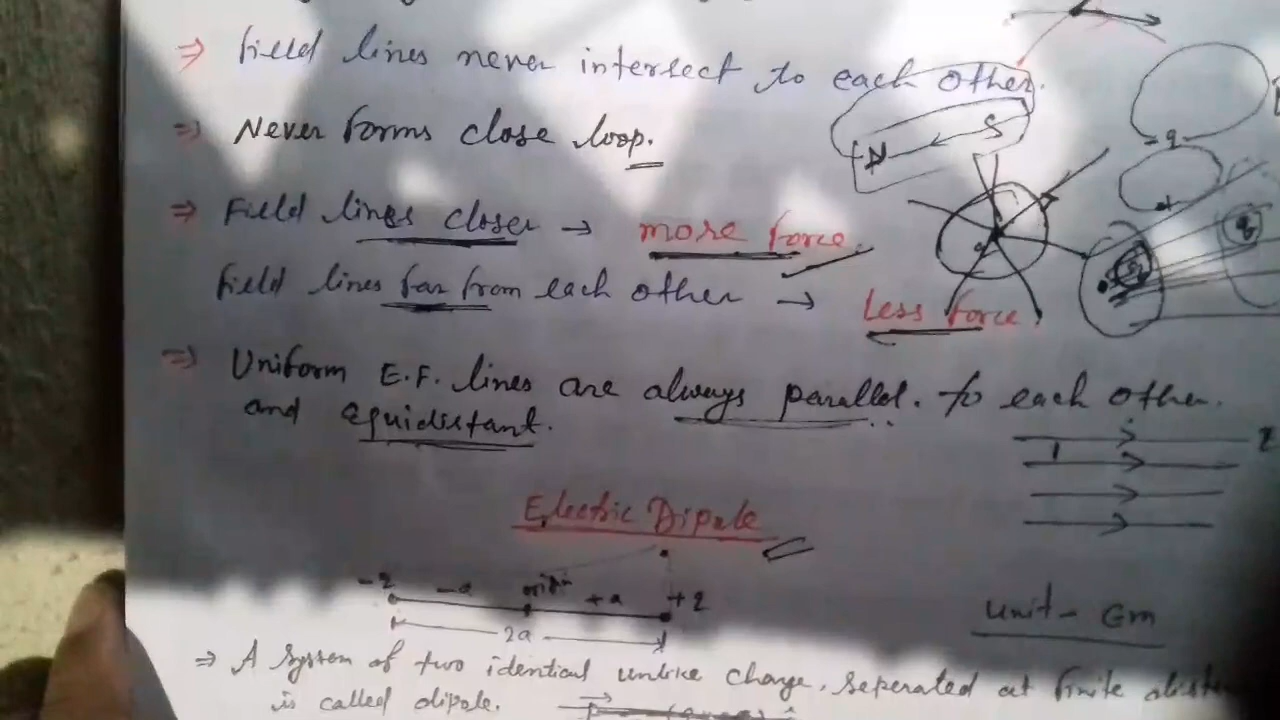 ⇒ Field lines never intersect to each other.
⇒ Never forms close loop.
N S
-q
⇒ Field lines closer → more force.
Field lines far from each other → Less force.
⇒ Uniform E.F. lines are always parallel. to each other.
and equidistant.
Electric Dipole
-q -a origin +a +q
2a
Unit - Cm
⇒ A system of two identical unlike charge, seperated at finite
is called dipole.